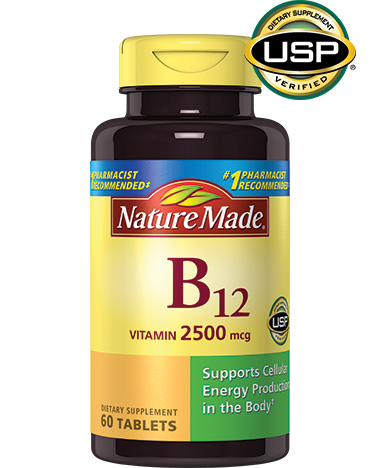 DIETARY SUPPLEMENT
USP®
VERIFIED
PHARMACIST
RECOMMENDED‡
#1 PHARMACIST
RECOMMENDED‡
Nature Made®
B12
VITAMIN 2500 mcg
USP
Supports Cellular
Energy Production
in the Body†
DIETARY SUPPLEMENT
60 TABLETS